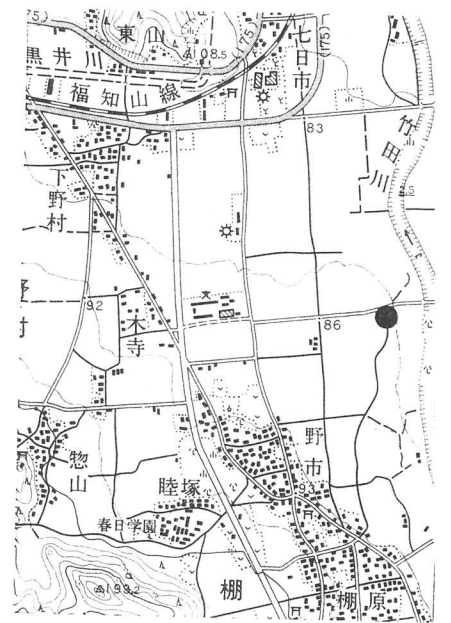 175)
東山
108.5
175
七日市
(175)
黒井川
福知山線
83
竹田川
下野村
92
木寺
86
野市
惣山
睦塚
93
春日学園
193.2
棚
棚原